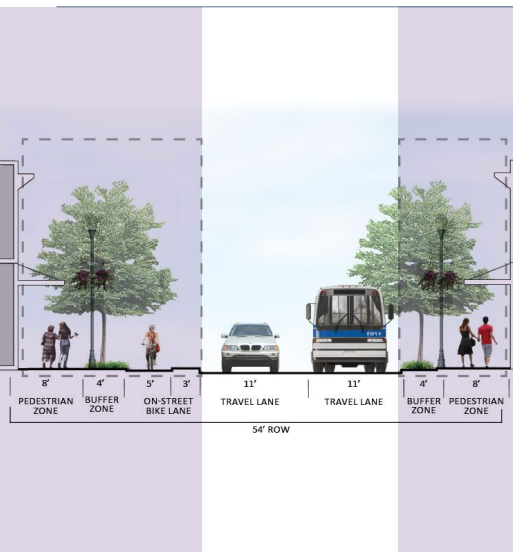 8'
4'
5'
3'
11'
11'
4'
8'
PEDESTRIAN
ZONE
BUFFER
ZONE
ON-STREET
BIKE LANE
TRAVEL LANE
TRAVEL LANE
BUFFER
ZONE
PEDESTRIAN
ZONE
54' ROW